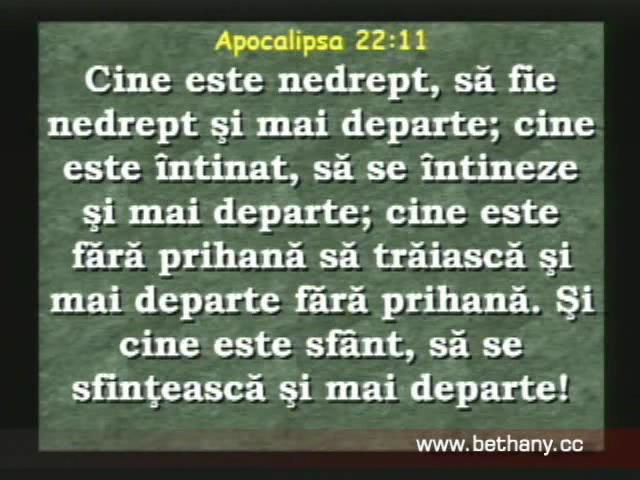 Apocalipsa 22:11
Cine este nedrept, să fie
nedrept şi mai departe; cine
este întinat, să se întineze
şi mai departe; cine este
fără prihană să trăiască şi
mai departe fără prihană. Şi
cine este sfânt, să se
sfinţească şi mai departe!
www.bethany.cc